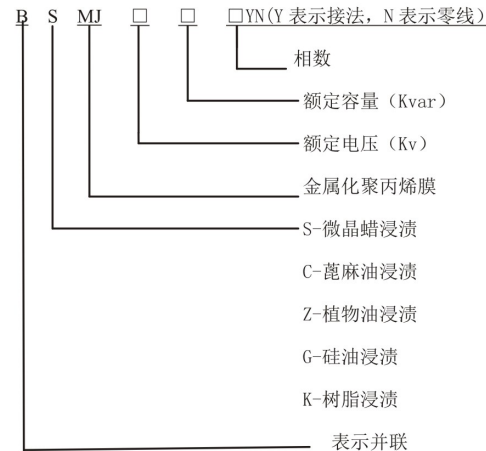 B S MJ □ □ □YN(Y 表示接法，N 表示零线)
相数
额定容量（Kvar）
额定电压（Kv）
金属化聚丙烯膜
S-微晶蜡浸渍
C-蓖麻油浸渍
Z-植物油浸渍
G-硅油浸渍
K-树脂浸渍
表示并联